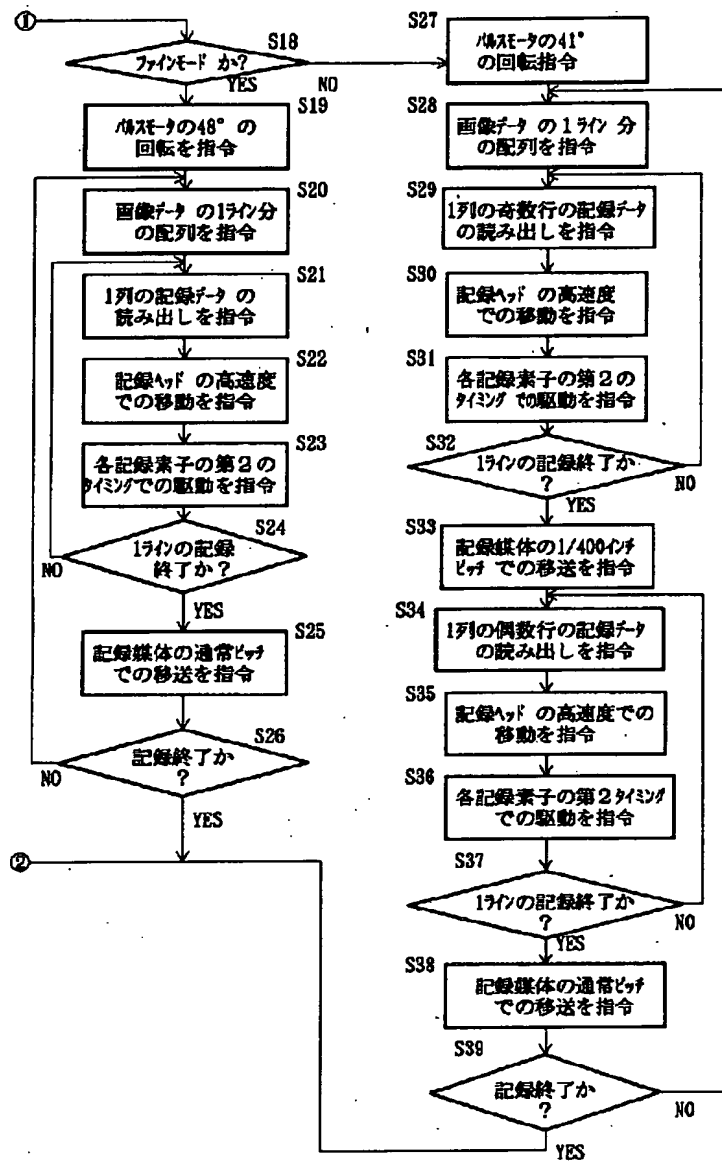 ①
S18
ファインモード か?
YES
NO
S19
パルスモータの48° の
回転を指令
S20
画像データ の1ライン分
の配列を指令
S21
1列の記録データ の
読み出しを指令
S22
記録ヘッド の高速度
での移動を指令
S23
各記録素子の第2の
タイミングでの駆動を指令
S24
1ラインの記録
終了か?
NO
YES
S25
記録媒体の通常ピッチ
での移送を指令
S26
記録終了か
?
NO
YES
②
S27
パルスモータの41°
の回転指令
S28
画像データ の1ライン 分
の配列を指令
S29
1列の奇数行の記録データ
の読み出しを指令
S30
記録ヘッド の高速度
での移動を指令
S31
各記録素子の第2の
タイミング での駆動を指令
S32
1ラインの記録終了か
?
NO
YES
S33
記録媒体の1/400インチ
ピッチ での移送を指令
S34
1列の偶数行の記録データ
の読み出しを指令
S35
記録ヘッド の高速度での
移動を指令
S36
各記録素子の第2タイミング
での駆動を指令
S37
1ラインの記録終了か
?
NO
YES
S38
記録媒体の通常ピッチ
での移送を指令
S39
記録終了か
?
NO
YES